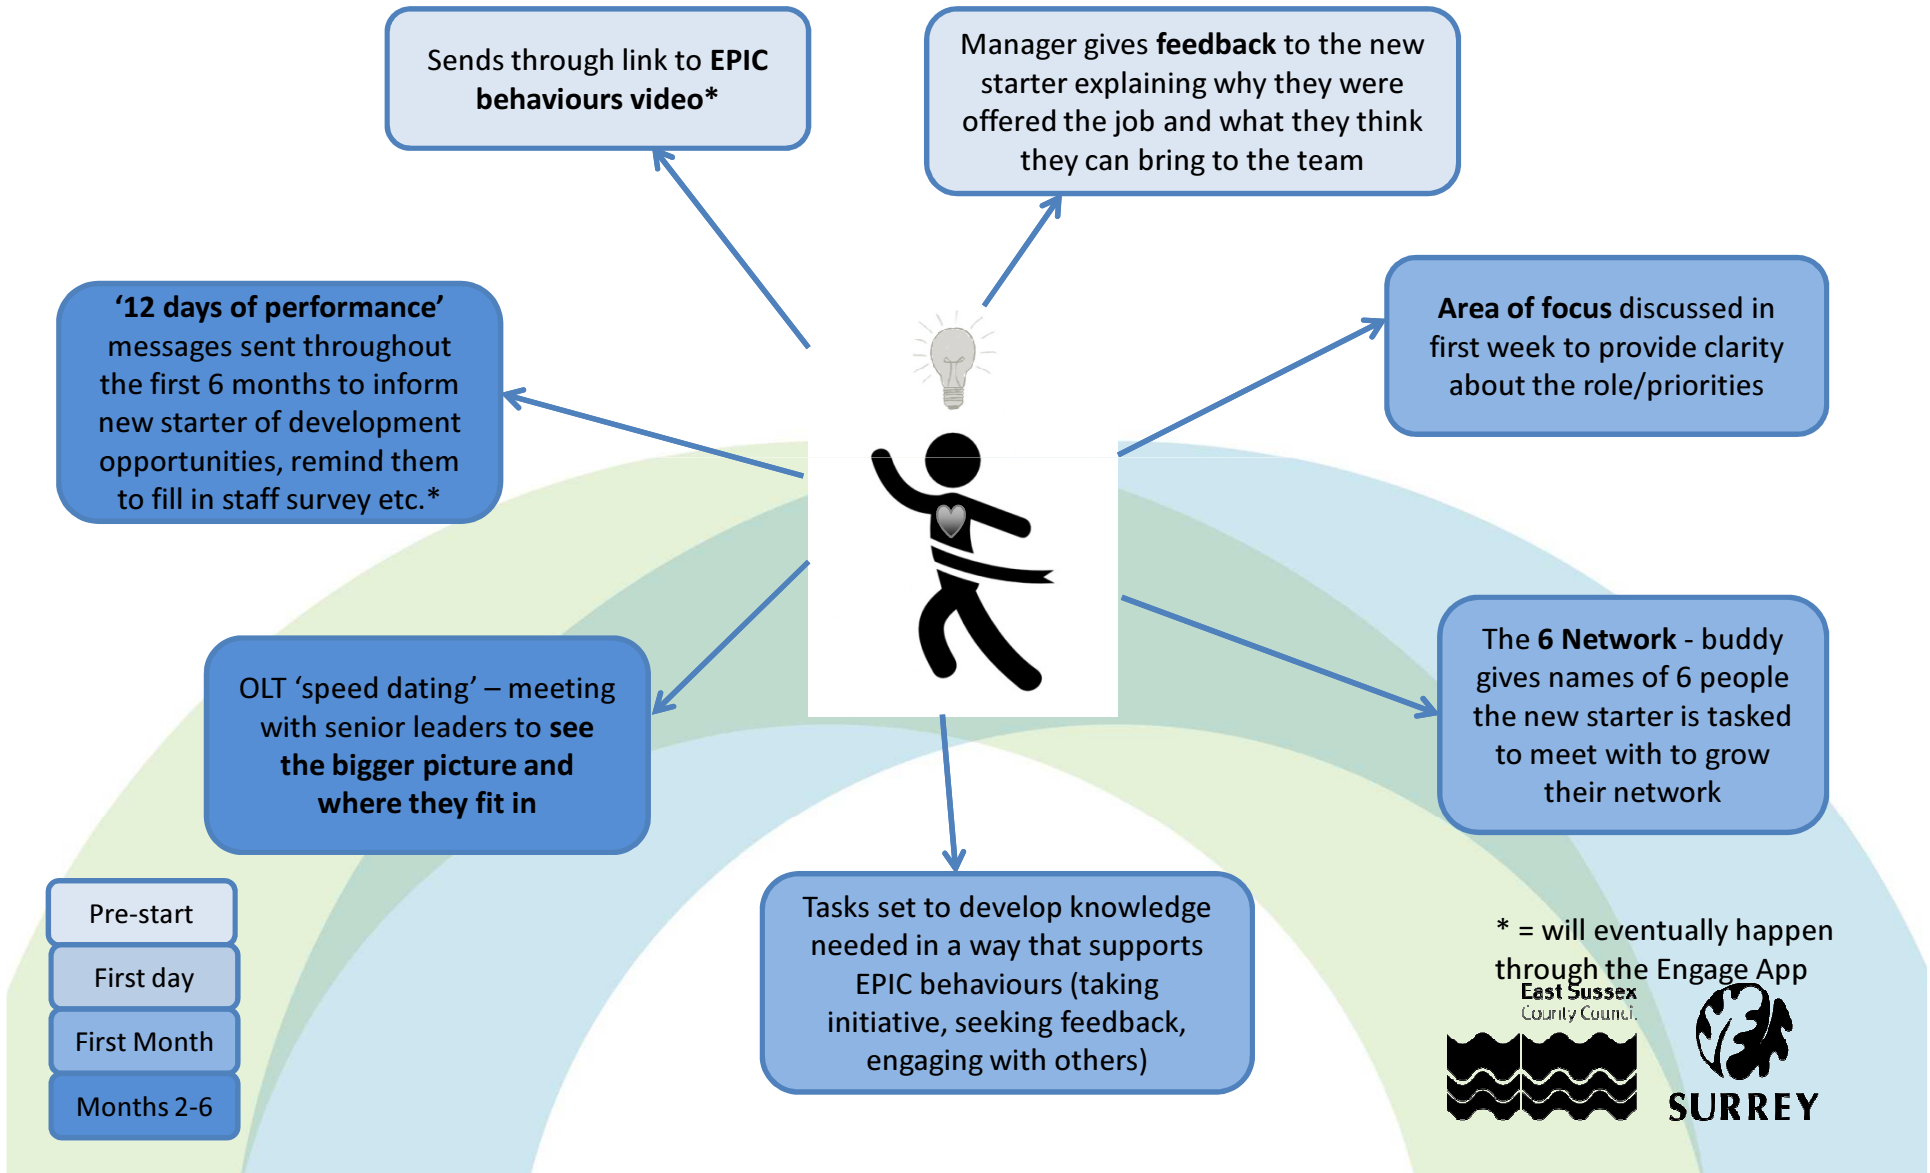 Sends through link to EPIC
behaviours video*
Manager gives feedback to the new
starter explaining why they were
offered the job and what they think
they can bring to the team
‘12 days of performance’
messages sent throughout
the first 6 months to inform
new starter of development
opportunities, remind them
to fill in staff survey etc.*
Area of focus discussed in
first week to provide clarity
about the role/priorities
OLT ‘speed dating’ – meeting
with senior leaders to see
the bigger picture and
where they fit in
The 6 Network - buddy
gives names of 6 people
the new starter is tasked
to meet with to grow
their network
Tasks set to develop knowledge
needed in a way that supports
EPIC behaviours (taking
initiative, seeking feedback,
engaging with others)
Pre-start
First day
First Month
Months 2-6
* = will eventually happen
through the Engage App
East Sussex
County Council
SURREY